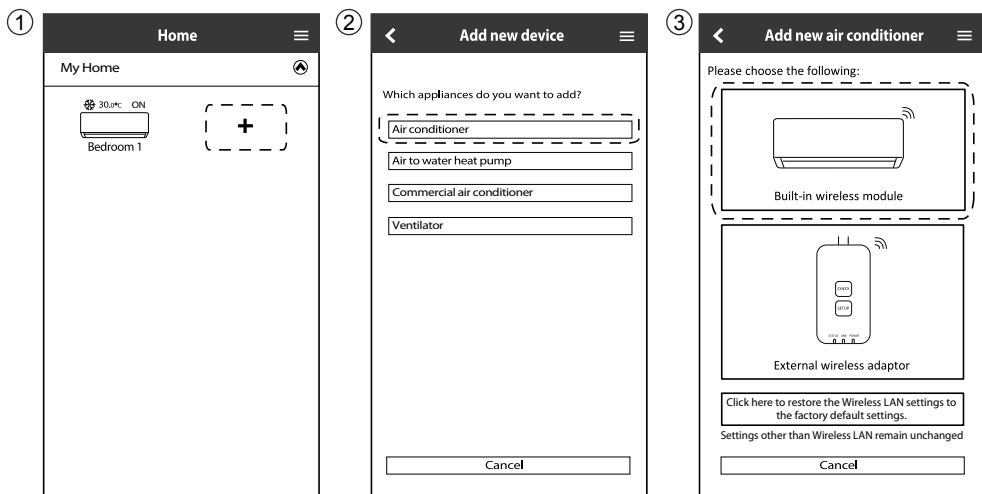 1
Home
My Home
30.0°C ON
+
Bedroom 1
2
Add new device
Which appliances do you want to add?
Air conditioner
Air to water heat pump
Commercial air conditioner
Ventilator
Cancel
3
Add new air conditioner
Please choose the following:
Built-in wireless module
CHECK
SETUP
STATUS LINK POWER
External wireless adaptor
Click here to restore the Wireless LAN settings to
the factory default settings.
Settings other than Wireless LAN remain unchanged
Cancel